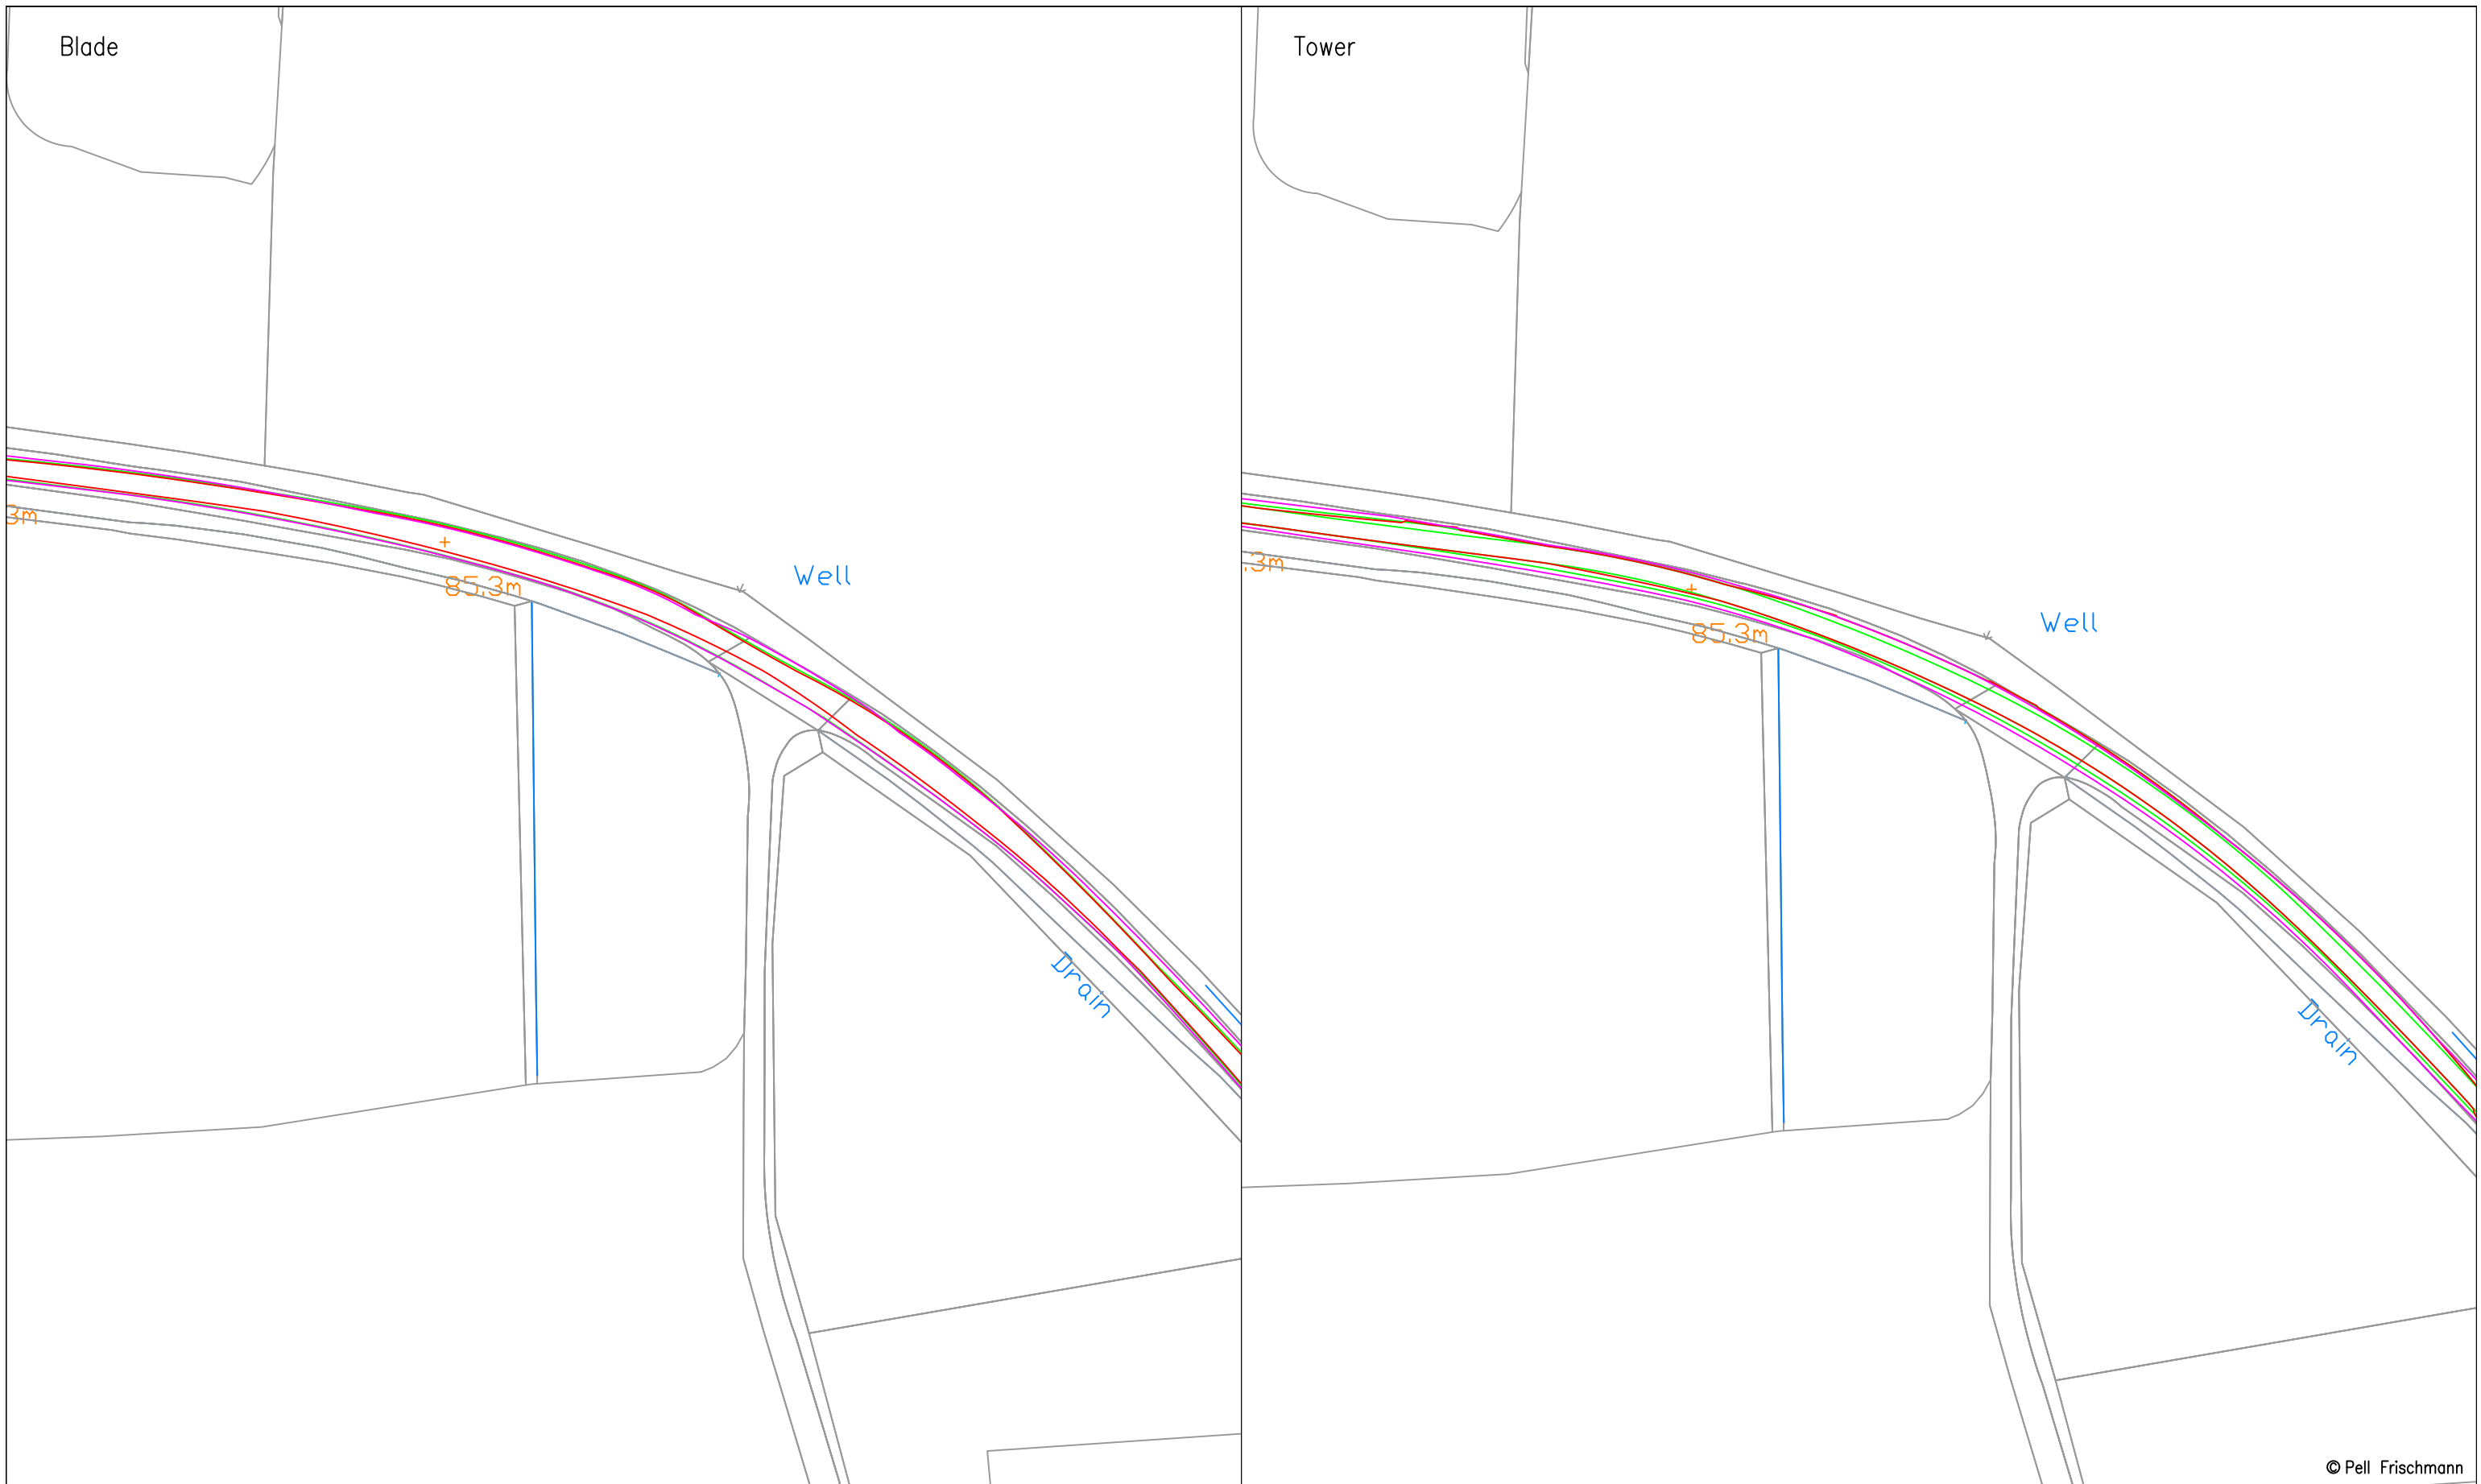 Blade
Well
3m
85.3m
Drain
Tower
Well
.3m
85.3m
Drain
© Pell Frischmann